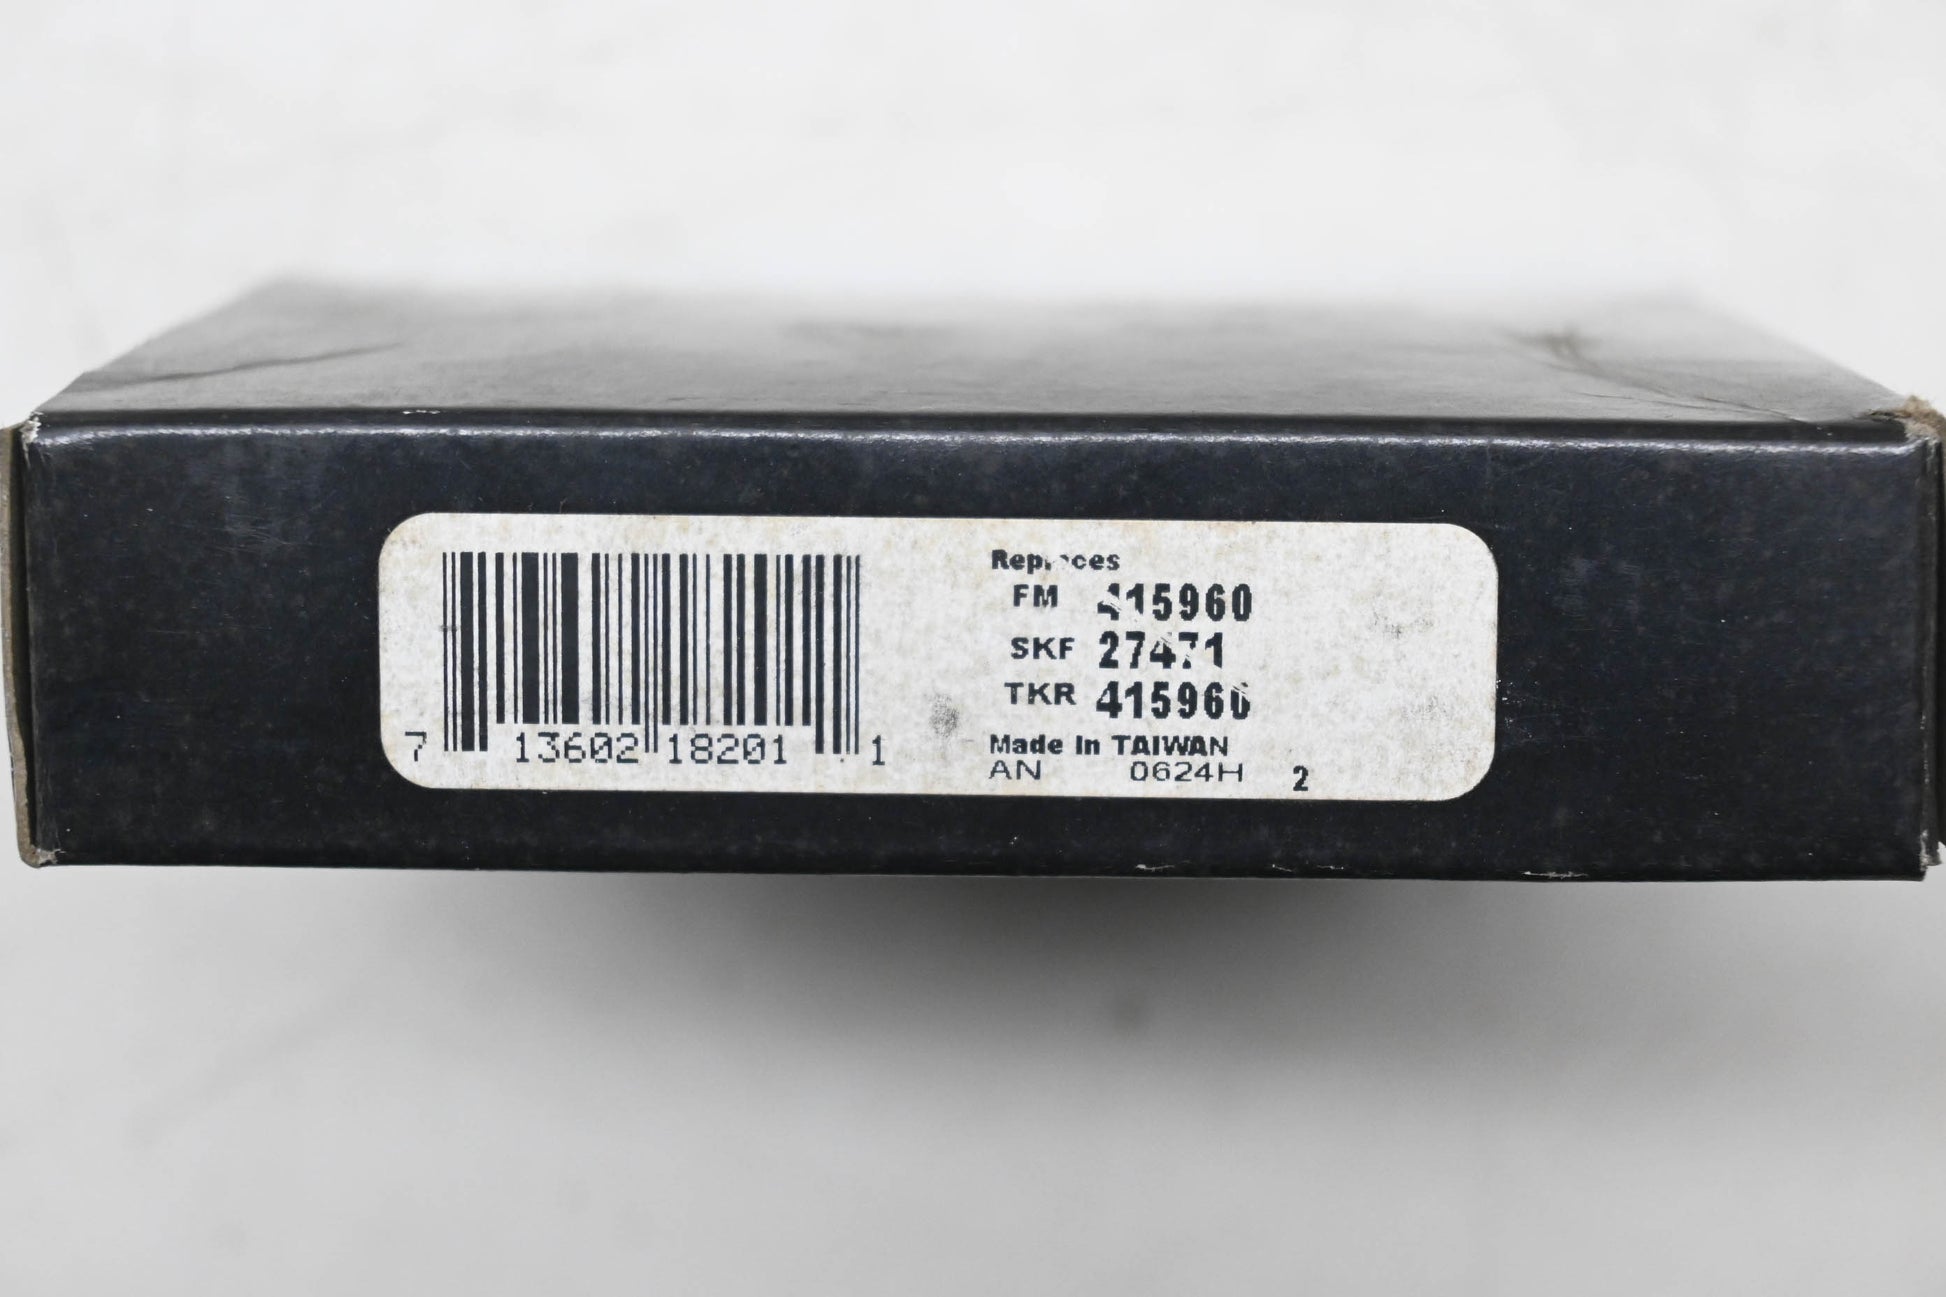 Replaces
FM 415960
SKF 27471
TKR 415960
Made In TAIWAN
AN 0624H 2
7 13602 18201 1